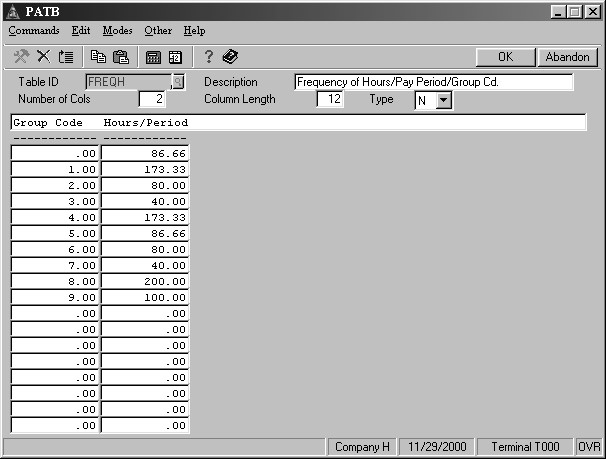 PATB
Commands Edit Modes Other Help
OK Abandon
Table ID FREQH Description Frequency of Hours/Pay Period/Group Cd.
Number of Cols 2 Column Length 12 Type N
Group Code Hours/Period
------------ ------------
.00 86.66
1.00 173.33
2.00 80.00
3.00 40.00
4.00 173.33
5.00 86.66
6.00 80.00
7.00 40.00
8.00 200.00
9.00 100.00
.00 .00
.00 .00
.00 .00
.00 .00
.00 .00
.00 .00
.00 .00
.00 .00
Company H 11/29/2000 Terminal T000 OVR